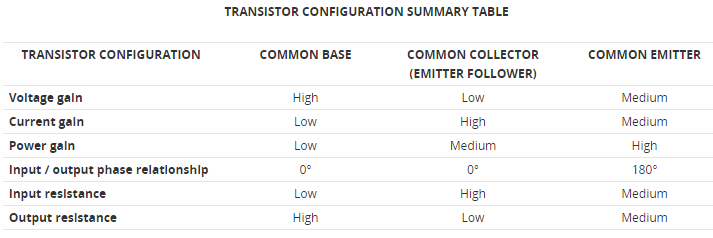 TRANSISTOR CONFIGURATION SUMMARY TABLE
TRANSISTOR CONFIGURATION COMMON BASE COMMON COLLECTOR (EMITTER FOLLOWER) COMMON EMITTER
Voltage gain High Low Medium
Current gain Low High Medium
Power gain Low Medium High
Input / output phase relationship 0° 0° 180°
Input resistance Low High Medium
Output resistance High Low Medium